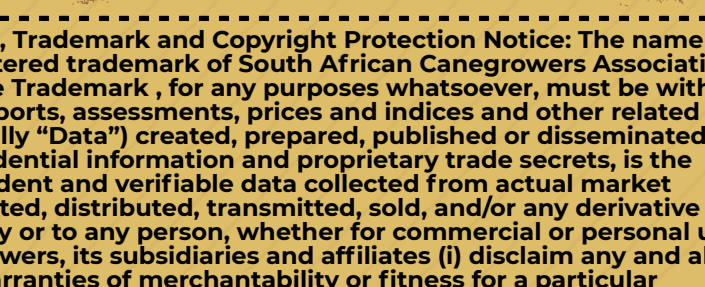 , Trademark and Copyright Protection Notice: The name
tered trademark of South African Canegrowers Associati
e Trademark , for any purposes whatsoever, must be with
ports, assessments, prices and indices and other related
lly “Data”) created, prepared, published or disseminated
dential information and proprietary trade secrets, is the
dent and verifiable data collected from actual market
ted, distributed, transmitted, sold, and/or any derivative
y or to any person, whether for commercial or personal u
wers, its subsidiaries and affiliates (i) disclaim any and al
rranties of merchantability or fitness for a particular